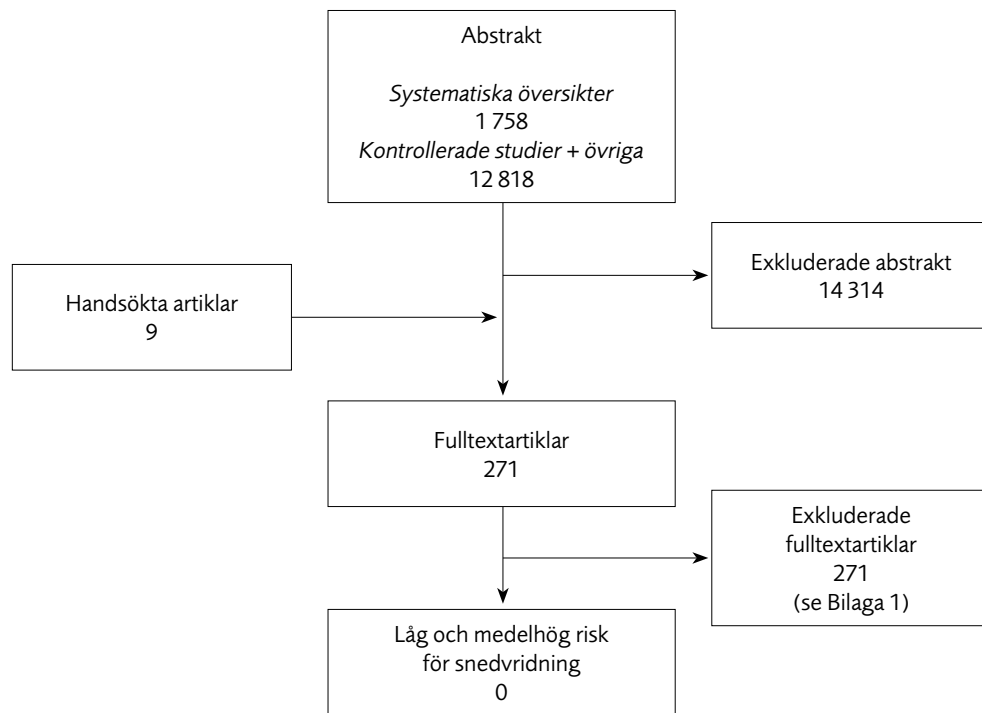 Abstrakt
Systematiska översikter
1 758
Kontrollerade studier + övriga
12 818
Exkluderade abstrakt
14 314
Handsökta artiklar
9
Fulltextartiklar
271
Exkluderade
fulltextartiklar
271
(se Bilaga 1)
Låg och medelhög risk
för snedvridning
0